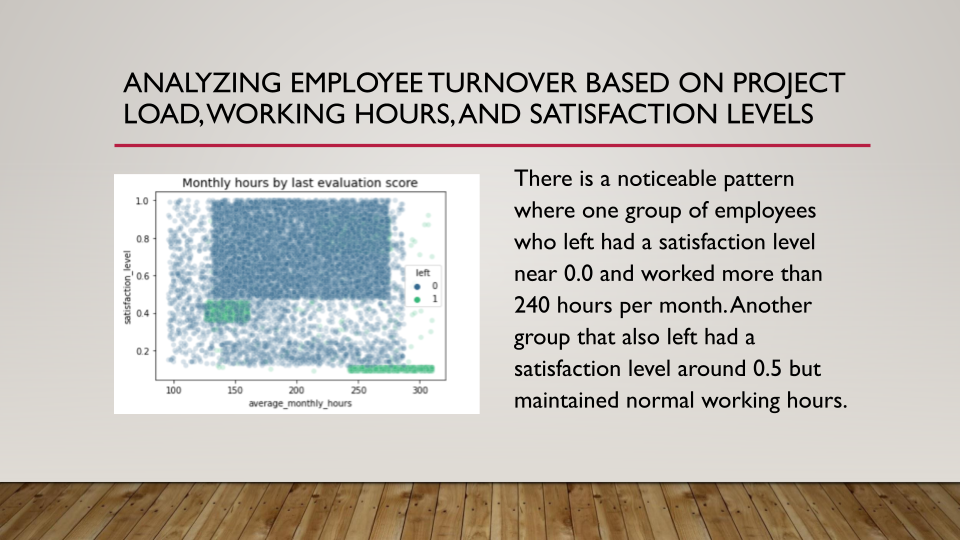 ANALYZING EMPLOYEE TURNOVER BASED ON PROJECT
LOAD, WORKING HOURS, AND SATISFACTION LEVELS
Monthly hours by last evaluation score
1.0
0.8
0.6
0.4
0.2
satisfaction_level
left
0
1
100 150 200 250 300
average_monthly_hours
There is a noticeable pattern
where one group of employees
who left had a satisfaction level
near 0.0 and worked more than
240 hours per month. Another
group that also left had a
satisfaction level around 0.5 but
maintained normal working hours.